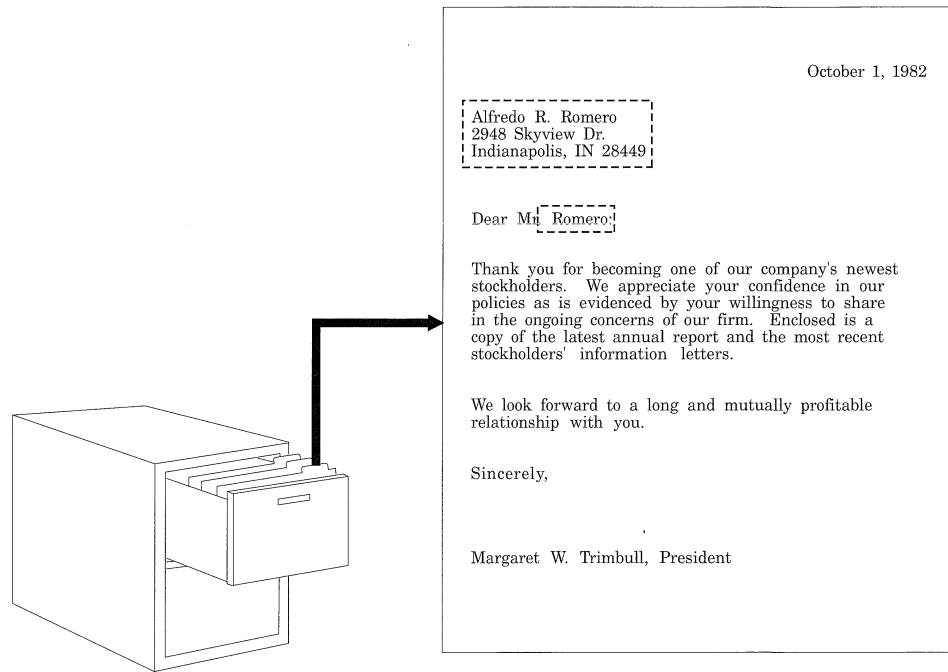 October 1, 1982
Alfredo R. Romero
2948 Skyview Dr.
Indianapolis, IN 28449
Dear Mr. Romero:
Thank you for becoming one of our company's newest
stockholders. We appreciate your confidence in our
policies as is evidenced by your willingness to share
in the ongoing concerns of our firm. Enclosed is a
copy of the latest annual report and the most recent
stockholders' information letters.
We look forward to a long and mutually profitable
relationship with you.
Sincerely,
Margaret W. Trimbull, President